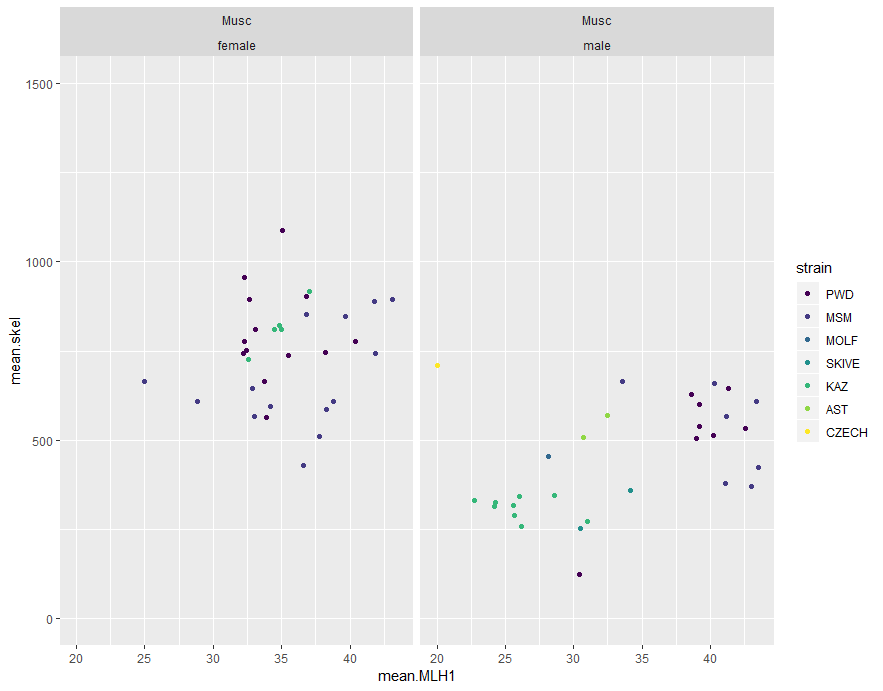 Musc
female
Musc
male
1500
1000
500
0
mean.skel
20
25
30
35
40
20
25
30
35
40
mean.MLH1
strain
PWD
MSM
MOLF
SKIVE
KAZ
AST
CZECH